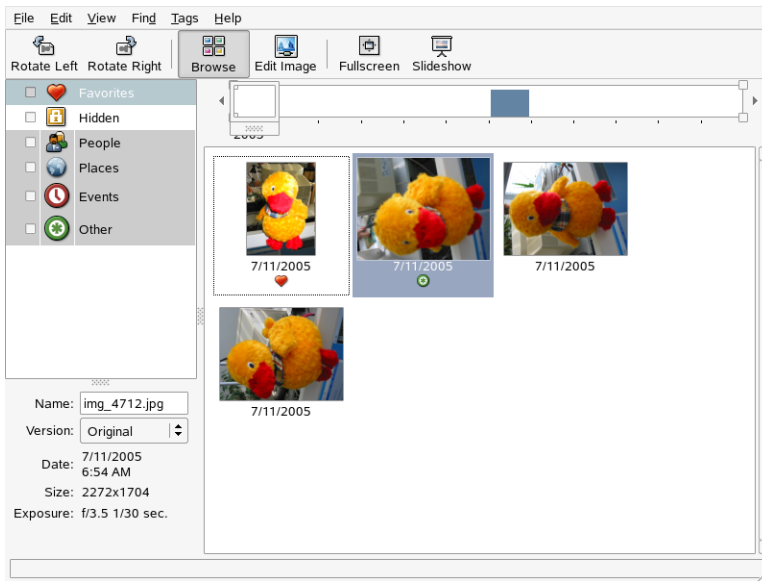 File Edit View Find Tags Help
Rotate Left Rotate Right Browse Edit Image Fullscreen Slideshow
Favorites
Hidden
People
Places
Events
Other
2005
7/11/2005 7/11/2005 7/11/2005
7/11/2005
Name: img_4712.jpg
Version: Original
Date: 7/11/2005
6:54 AM
Size: 2272x1704
Exposure: f/3.5 1/30 sec.